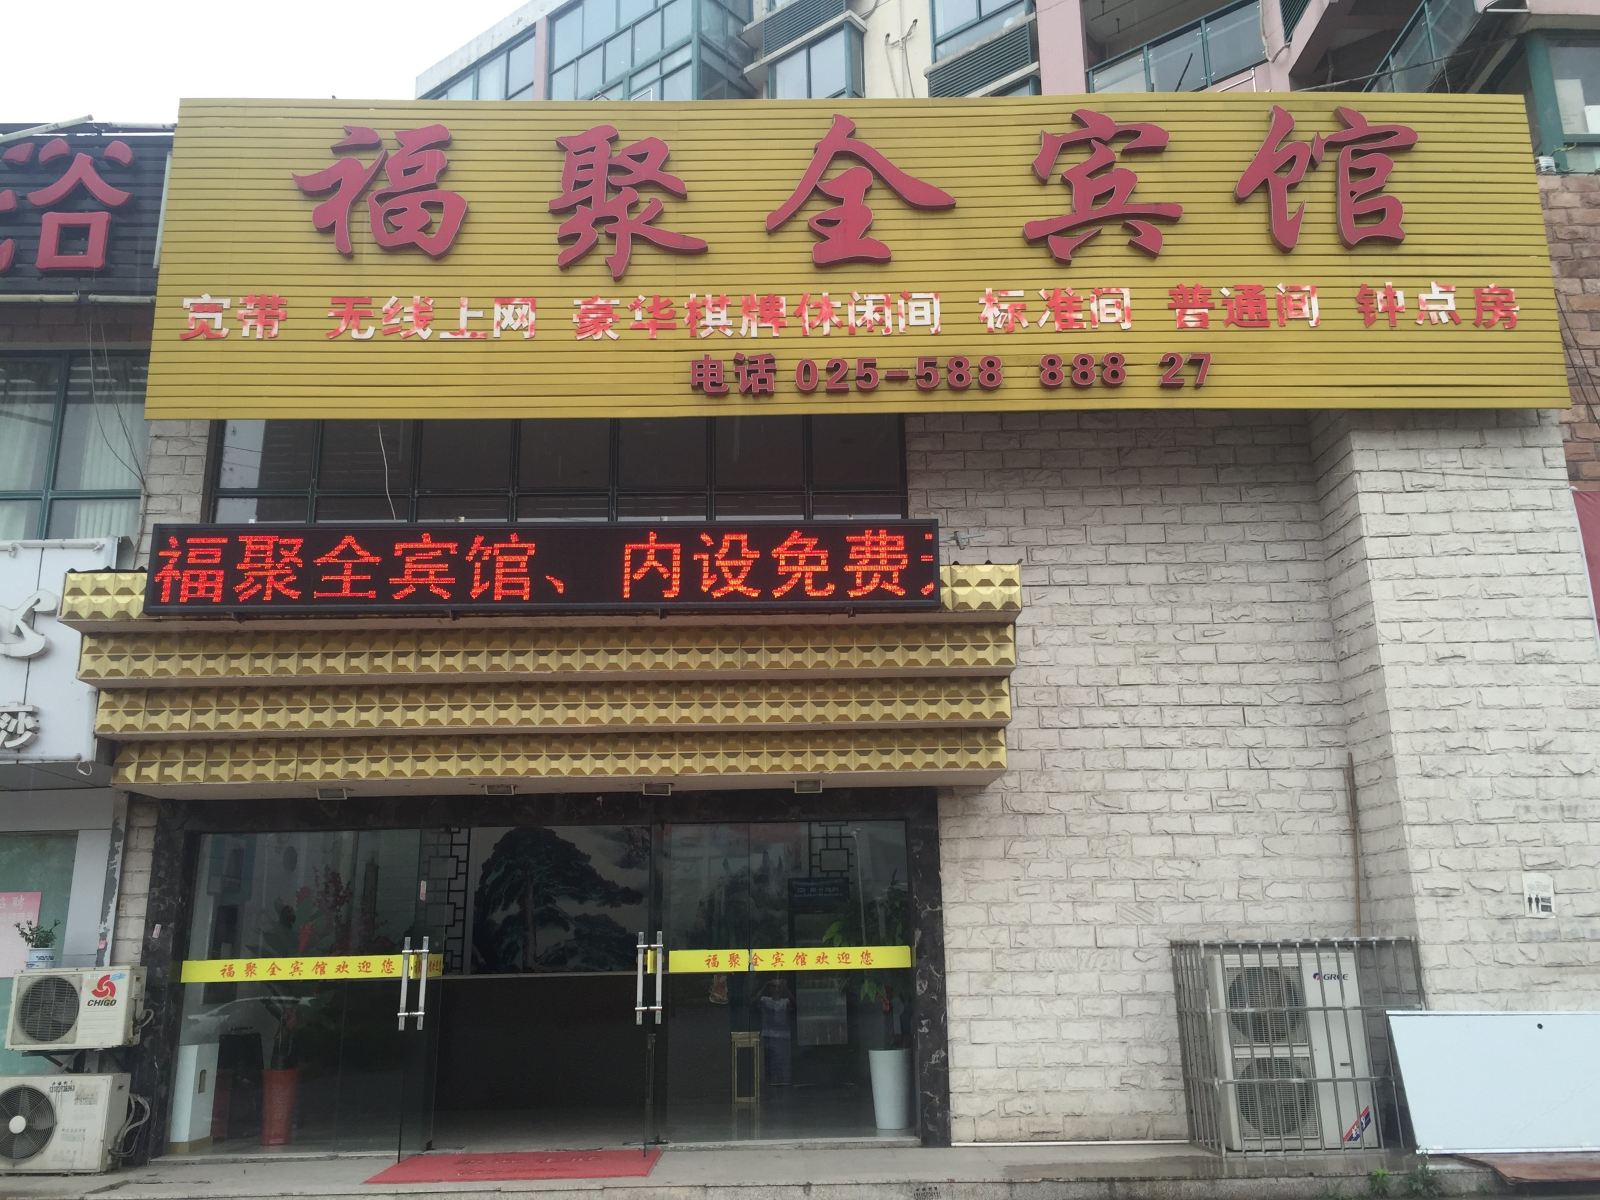 福聚全宾馆
宽带 无线上网 豪华棋牌休闲间 标准间 普通间 钟点房
电话 025-588 888 27
浴
福聚全宾馆、内设免费
沙
福聚全宾馆欢迎您
福聚全宾馆欢迎您
CHIGO
GREE